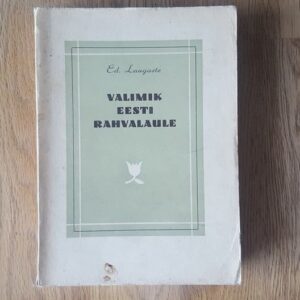 Ed. Laugaste
VALIMIK
EESTI
RAHVALAULE